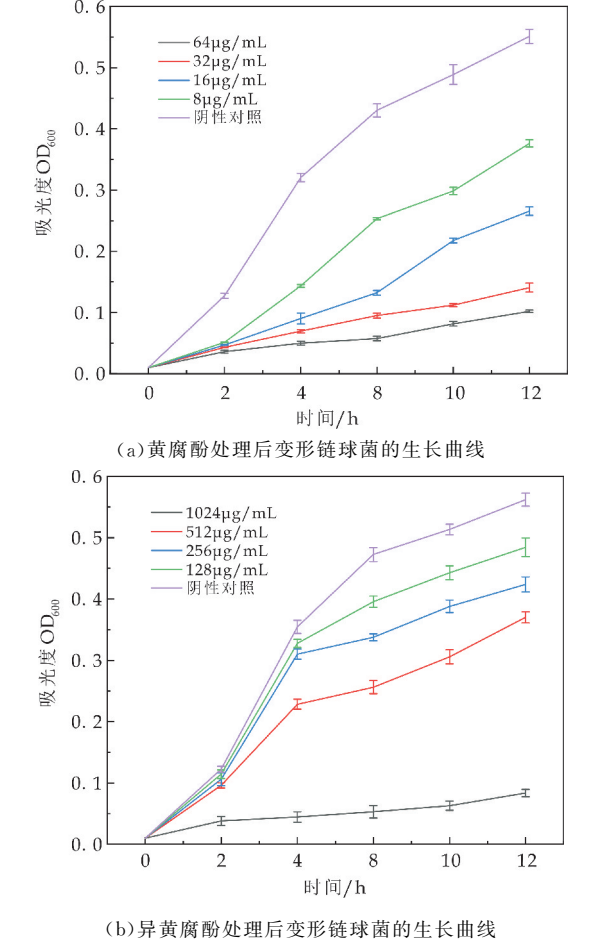 0.6
0.5
0.4
0.3
0.2
0.1
0.0
吸光度OD600
64μg/mL
32μg/mL
16μg/mL
8μg/mL
阴性对照
0 2 4 6 8 10 12
时间/h
(a)黄腐酚处理后变形链球菌的生长曲线
0.6
0.5
0.4
0.3
0.2
0.1
0.0
吸光度OD600
1024μg/mL
512μg/mL
256μg/mL
128μg/mL
阴性对照
0 2 4 8 10 12
时间/h
(b)异黄腐酚处理后变形链球菌的生长曲线